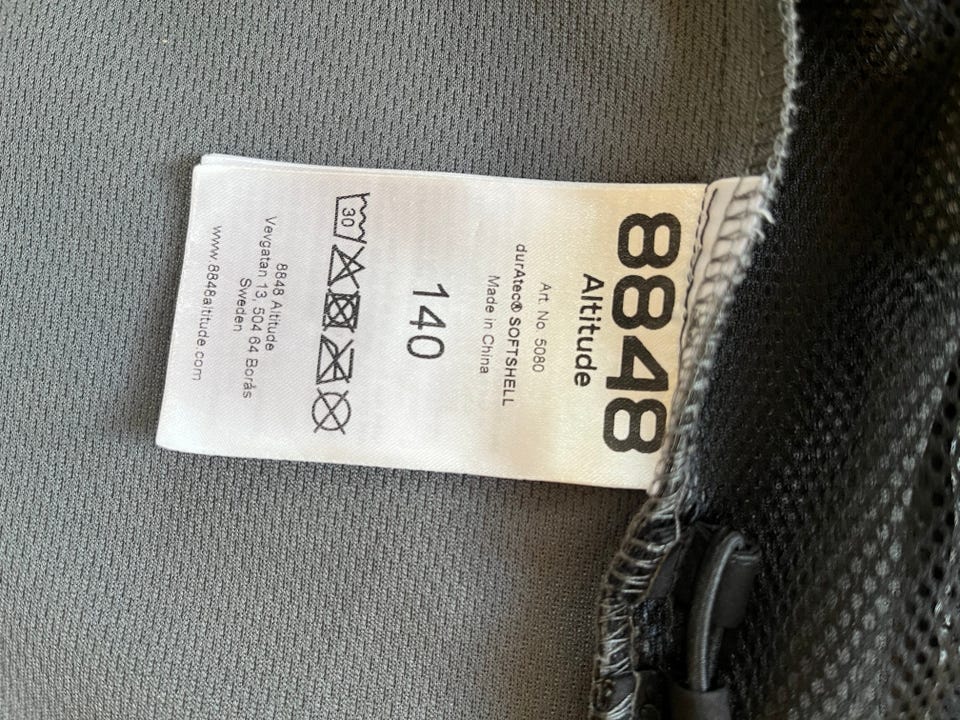 8848
Altitude
Art. No. 5080
durAtec® SOFTSHELL
Made in China
140
30
8848 Altitude
Vevgatan 13, 504 64 Borås
Sweden
www.8848altitude.com